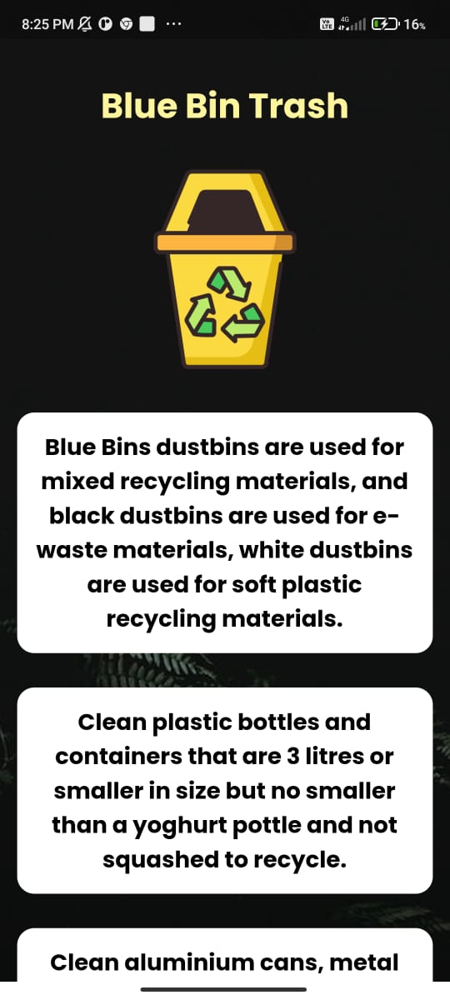 8:25 PM
Vo LTE 4G 16%
Blue Bin Trash
Blue Bins dustbins are used for
mixed recycling materials, and
black dustbins are used for e-
waste materials, white dustbins
are used for soft plastic
recycling materials.
Clean plastic bottles and
containers that are 3 litres or
smaller in size but no smaller
than a yoghurt pottle and not
squashed to recycle.
Clean aluminium cans, metal